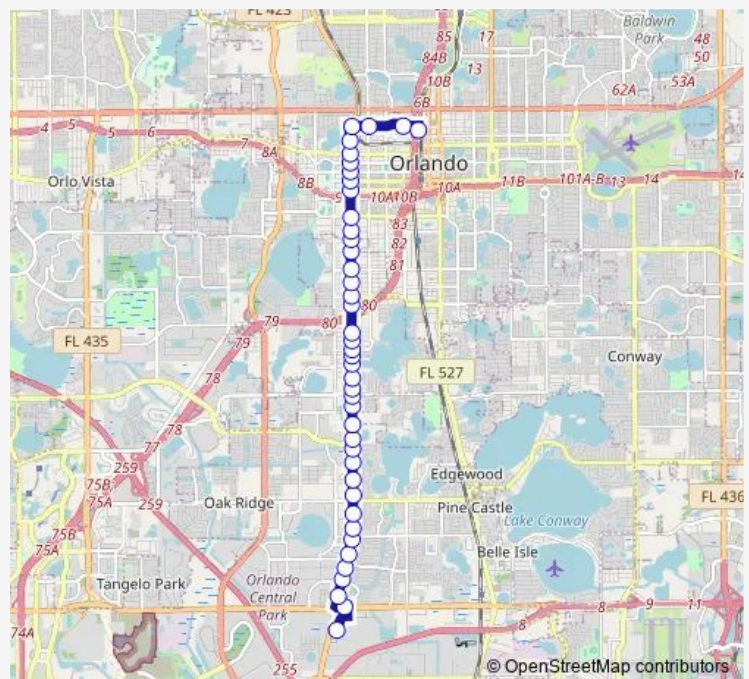 FL 423
Baldwin
Park
85
17
48
50
84B
10B
13
53A
62A
6B
4
5
5
6
7
8A
Orlando
Orlo Vista
8B
9
10A10B
10A
11B
101A-B
13
14
83
82
81
80
79
80
79
FL 435
Conway
FL 527
78
78
77
259
75B
75A
259
Edgewood
FL 436
Oak Ridge
Pine Castle
Lake Conway
75B
75A
Belle Isle
Tangelo Park
Orlando
Central
Park
8
9
11
8
74A
255
© OpenStreetMap contributors